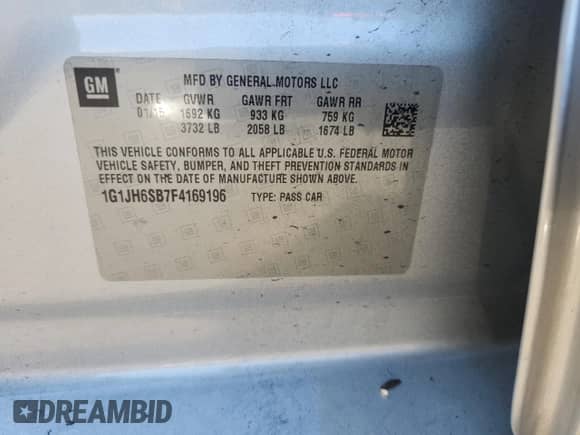 GM
MFD BY GENERAL MOTORS LLC
DATE GVWR GAWR FRT GAWR RR
01/15 1692 KG 933 KG 759 KG
3732 LB 2058 LB 1674 LB
THIS VEHICLE CONFORMS TO ALL APPLICABLE U.S. FEDERAL MOTOR
VEHICLE SAFETY, BUMPER, AND THEFT PREVENTION STANDARDS IN
EFFECT ON THE DATE OF MANUFACTURE SHOWN ABOVE.
1G1JH6SB7F4169196 TYPE: PASS CAR
DREAMBID